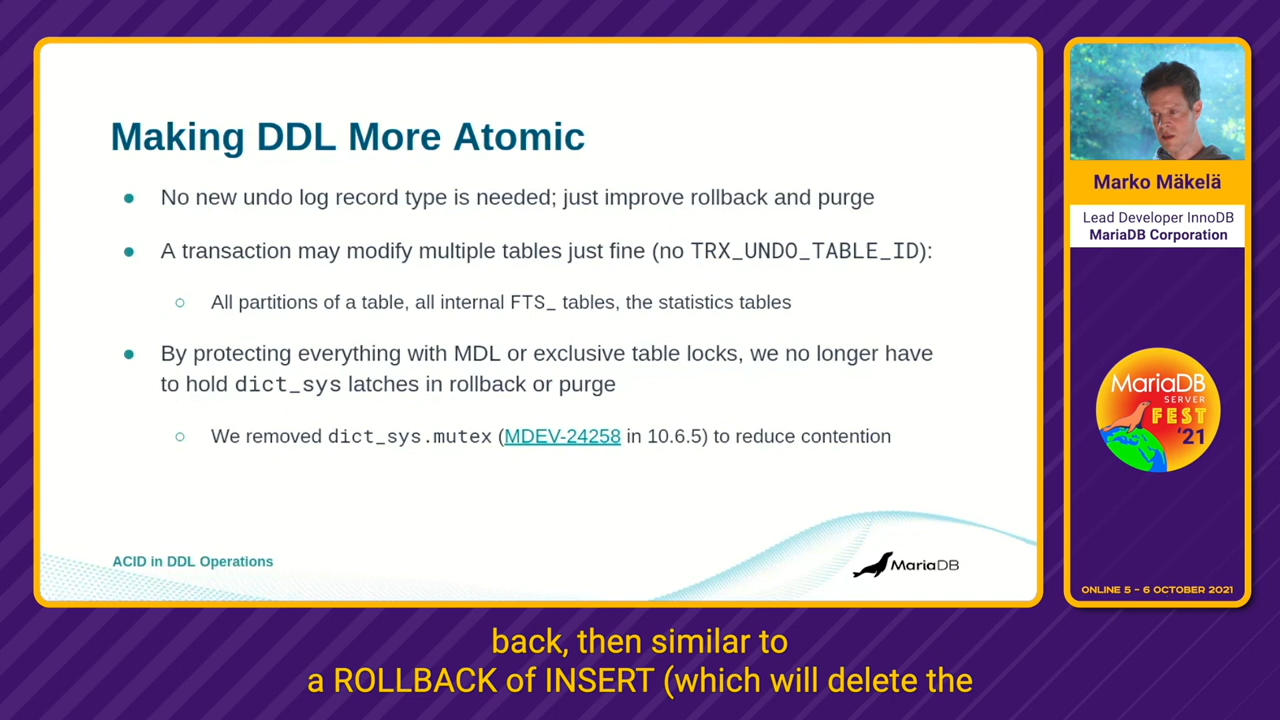 Making DDL More Atomic
● No new undo log record type is needed; just improve rollback and purge
● A transaction may modify multiple tables just fine (no TRX_UNDO_TABLE_ID):
○ All partitions of a table, all internal FTS_ tables, the statistics tables
● By protecting everything with MDL or exclusive table locks, we no longer have
to hold dict_sys latches in rollback or purge
○ We removed dict_sys.mutex (MDEV-24258 in 10.6.5) to reduce contention
ACID in DDL Operations
MariaDB
Marko Mäkelä
Lead Developer InnoDB
MariaDB Corporation
MariaDB
SERVER
FEST
'21
ONLINE 5 - 6 OCTOBER 2021
back, then similar to
a ROLLBACK of INSERT (which will delete the